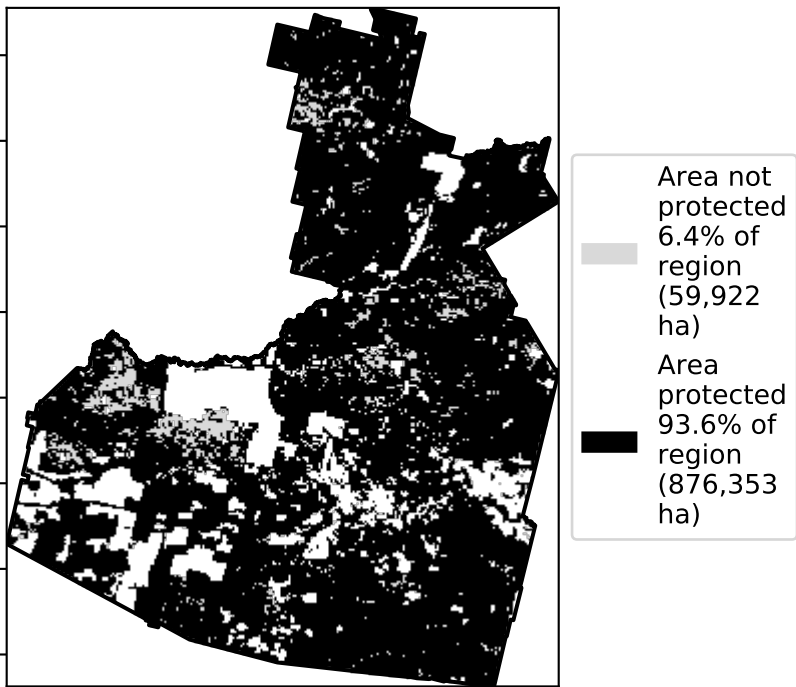 Area not
protected
6.4% of
region
(59,922
ha)
Area
protected
93.6% of
region
(876,353
ha)